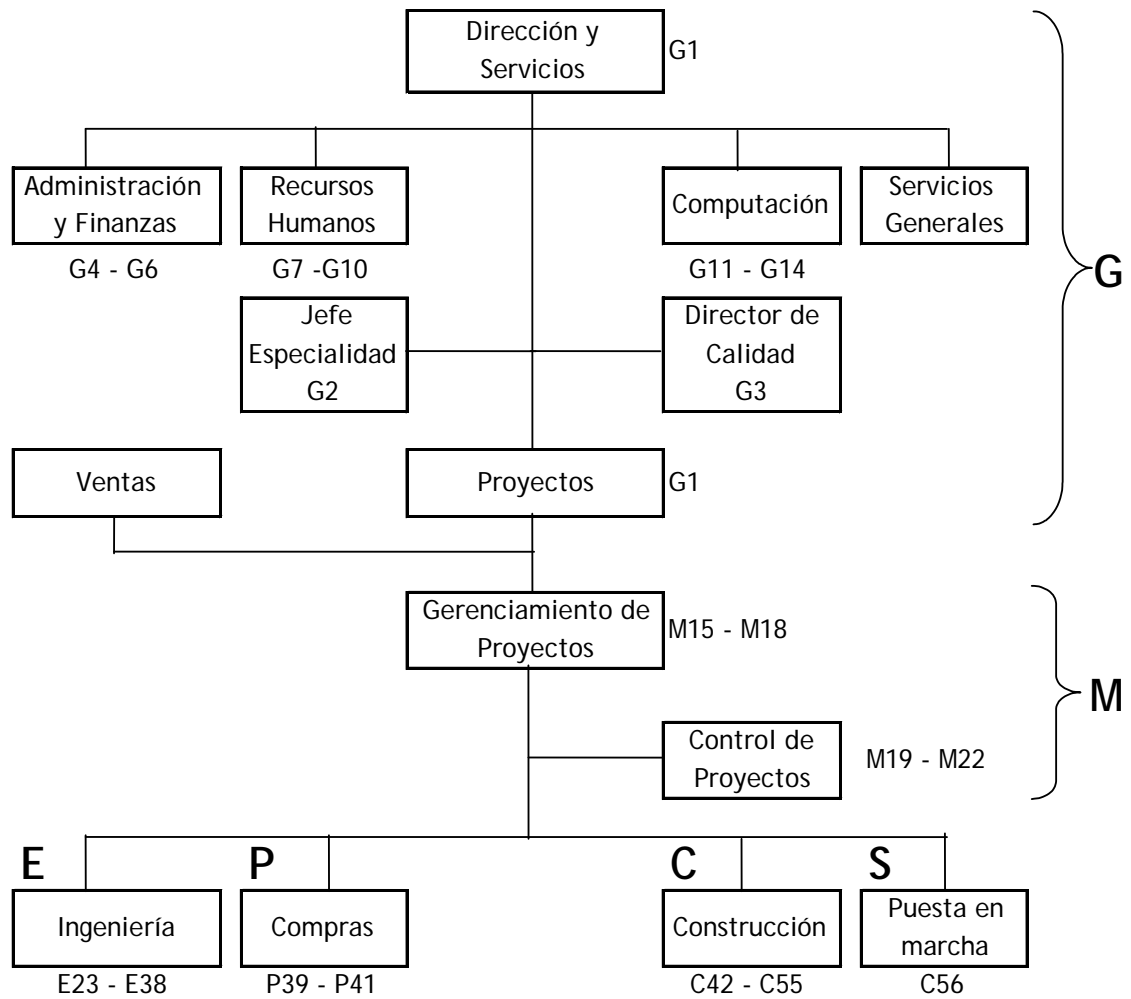 Dirección y
Servicios
G1
Administración
y Finanzas
Recursos
Humanos
Computación
Servicios
Generales
G4 - G6
G7 -G10
G11 - G14
G
Jefe
Especialidad
G2
Director de
Calidad
G3
Ventas
Proyectos
G1
Gerenciamiento de
Proyectos
M15 - M18
M
Control de
Proyectos
M19 - M22
E
P
C
S
Ingeniería
Compras
Construcción
Puesta en
marcha
E23 - E38
P39 - P41
C42 - C55
C56